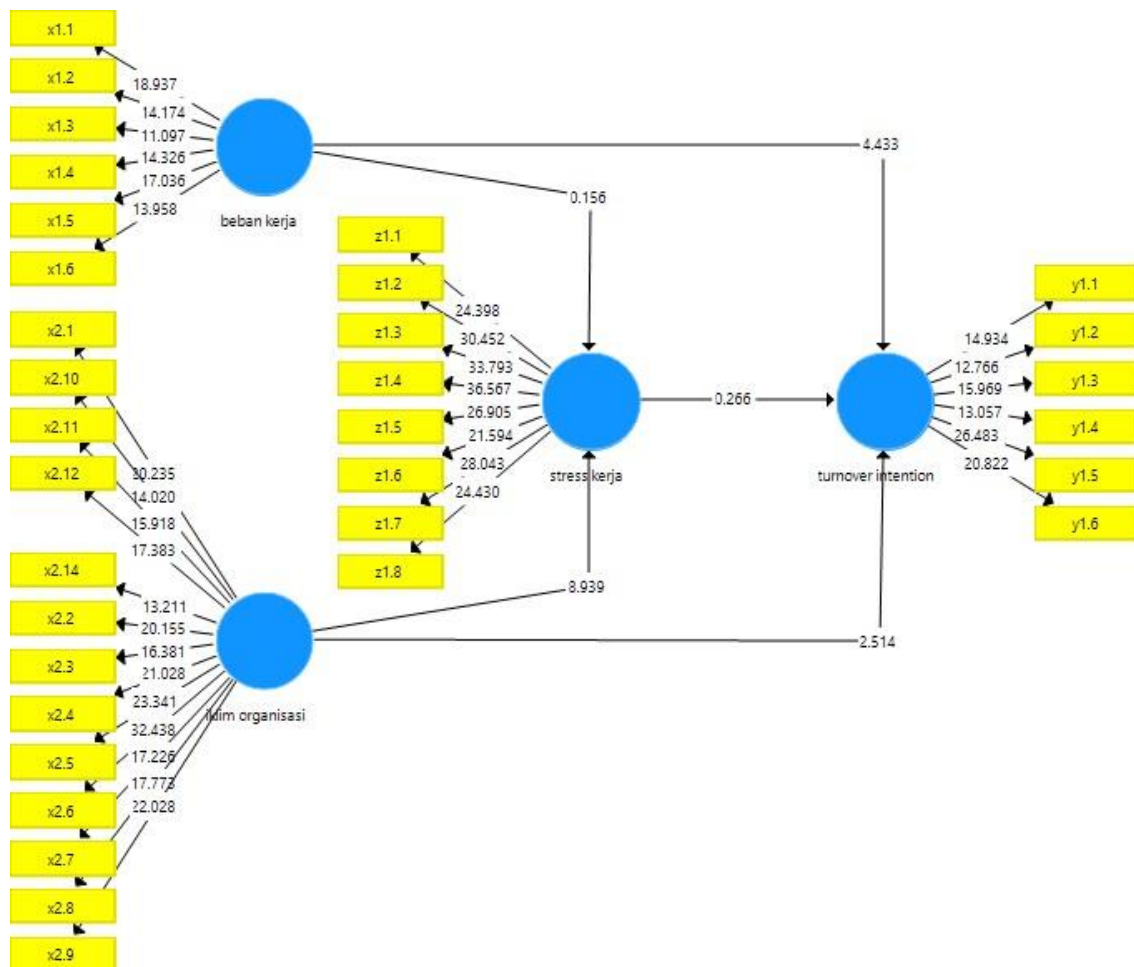 x1.1
x1.2
x1.3
x1.4
x1.5
x1.6
18.937
14.174
11.097
14.326
17.036
13.958
beban kerja
4.433
0.156
x2.1
x2.10
x2.11
x2.12
x2.14
x2.2
x2.3
x2.4
x2.5
x2.6
x2.7
x2.8
x2.9
14.020
15.918
17.383
13.211
20.155
16.381
21.028
23.341
32.438
17.226
17.773
22.028
iklim organisasi
8.939
2.514
z1.1
z1.2
z1.3
z1.4
z1.5
z1.6
z1.7
z1.8
24.398
30.452
33.793
36.567
26.905
21.594
28.043
24.430
stress kerja
0.266
turnover intention
14.934
12.766
15.969
13.057
26.483
20.822
y1.1
y1.2
y1.3
y1.4
y1.5
y1.6